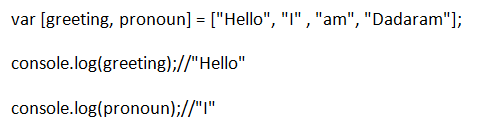 var [greeting, pronoun] = ["Hello", "I" , "am", "Dadaram"];
console.log(greeting);//"Hello"
console.log(pronoun);//"I"